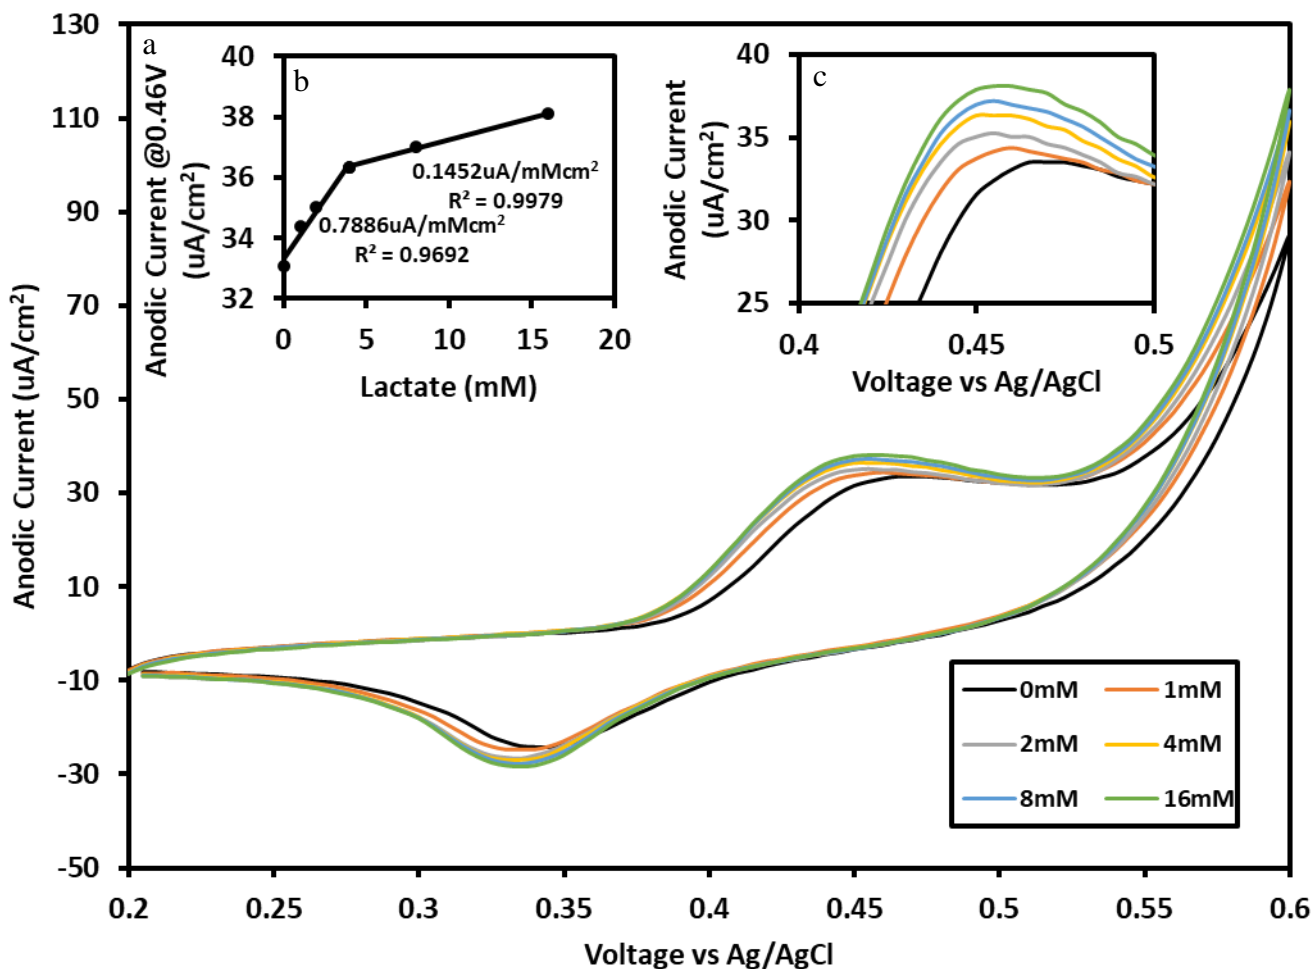 a
130
110
90
70
50
30
10
-10
-30
-50
Anodic Current (uA/cm²)
0.2
0.25
0.3
0.35
0.4
0.45
0.5
0.55
0.6
Voltage vs Ag/AgCl
b
Anodic Current @0.46V
(uA/cm²)
40
38
36
34
32
0.1452uA/mMcm²
R² = 0.9979
0.7886uA/mMcm²
R² = 0.9692
0
5
10
15
20
Lactate (mM)
c
Anodic Current
(uA/cm²)
40
35
30
25
0.4
0.45
0.5
Voltage vs Ag/AgCl
0mM
1mM
2mM
4mM
8mM
16mM